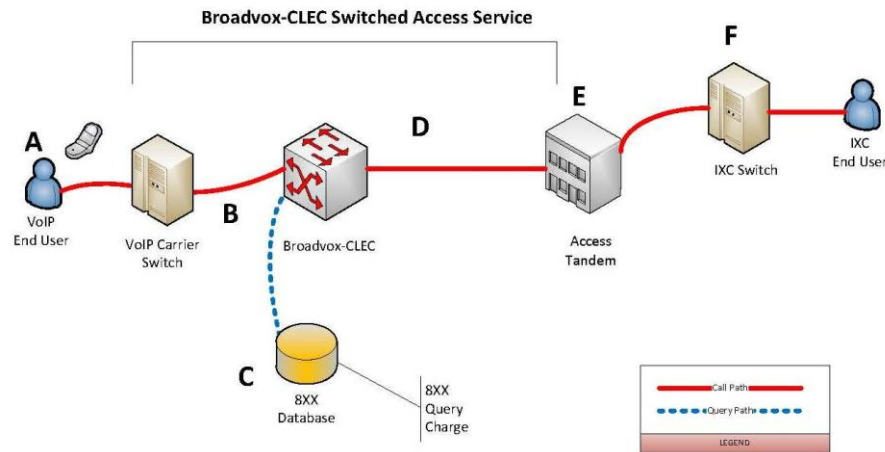 Broadvox-CLEC Switched Access Service
F
E
A
D
IXC
End User
IXC Switch
B
VoIP
End User
VoIP Carrier
Switch
Broadvox-CLEC
Access
Tandem
C
8XX
Database
8XX
Query
Charge
Call Path
Query Path
LEGEND